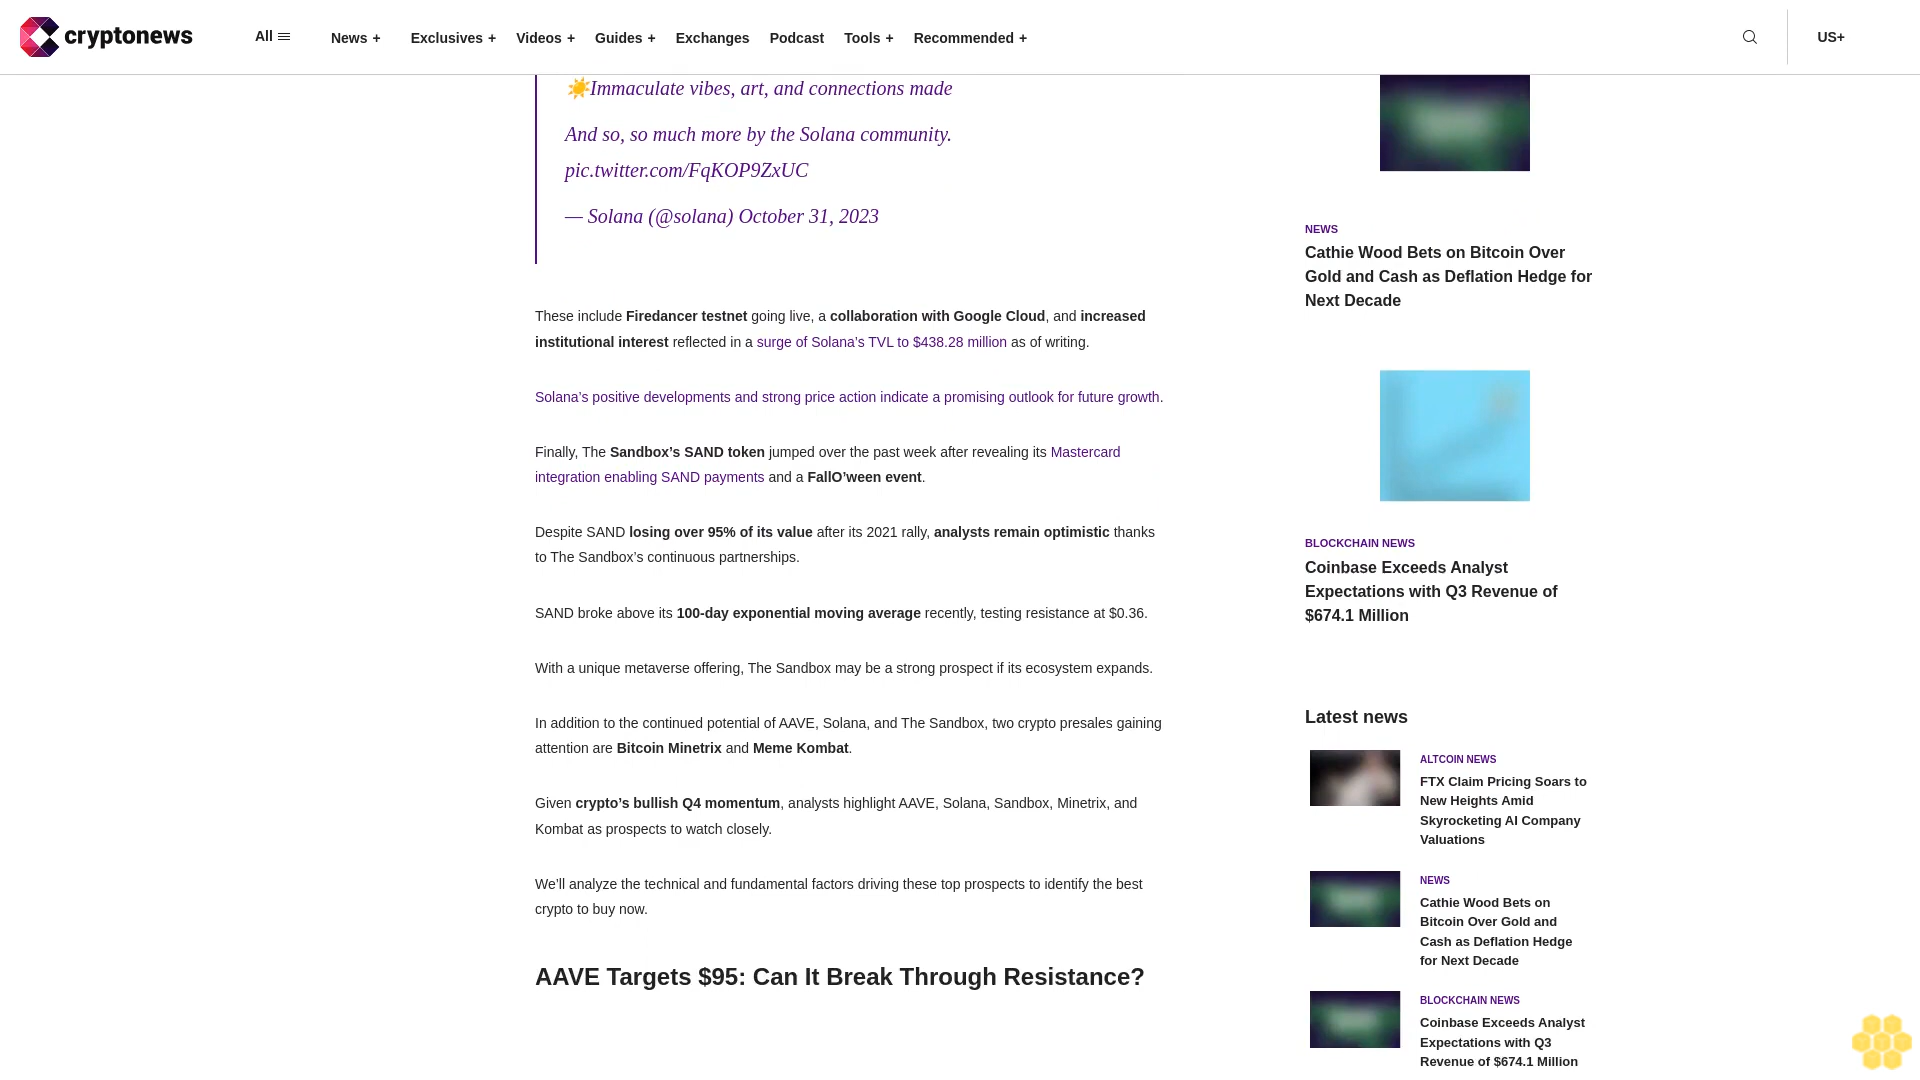 cryptonews
All
News +
Exclusives +
Videos +
Guides +
Exchanges
Podcast
Tools +
Recommended +
US+
☀️Immaculate vibes, art, and connections made
And so, so much more by the Solana community.
pic.twitter.com/FqKOP9ZxUC
— Solana (@solana) October 31, 2023
These include Firedancer testnet going live, a collaboration with Google Cloud, and increased
institutional interest reflected in a surge of Solana’s TVL to $438.28 million as of writing.
Solana’s positive developments and strong price action indicate a promising outlook for future growth.
Finally, The Sandbox’s SAND token jumped over the past week after revealing its Mastercard
integration enabling SAND payments and a FallO’ween event.
Despite SAND losing over 95% of its value after its 2021 rally, analysts remain optimistic thanks
to The Sandbox’s continuous partnerships.
SAND broke above its 100-day exponential moving average recently, testing resistance at $0.36.
With a unique metaverse offering, The Sandbox may be a strong prospect if its ecosystem expands.
In addition to the continued potential of AAVE, Solana, and The Sandbox, two crypto presales gaining
attention are Bitcoin Minetrix and Meme Kombat.
Given crypto’s bullish Q4 momentum, analysts highlight AAVE, Solana, Sandbox, Minetrix, and
Kombat as prospects to watch closely.
We’ll analyze the technical and fundamental factors driving these top prospects to identify the best
crypto to buy now.
AAVE Targets $95: Can It Break Through Resistance?
NEWS
Cathie Wood Bets on Bitcoin Over
Gold and Cash as Deflation Hedge for
Next Decade
BLOCKCHAIN NEWS
Coinbase Exceeds Analyst
Expectations with Q3 Revenue of
$674.1 Million
Latest news
ALTCOIN NEWS
FTX Claim Pricing Soars to
New Heights Amid
Skyrocketing AI Company
Valuations
NEWS
Cathie Wood Bets on
Bitcoin Over Gold and
Cash as Deflation Hedge
for Next Decade
BLOCKCHAIN NEWS
Coinbase Exceeds Analyst
Expectations with Q3
Revenue of $674.1 Million